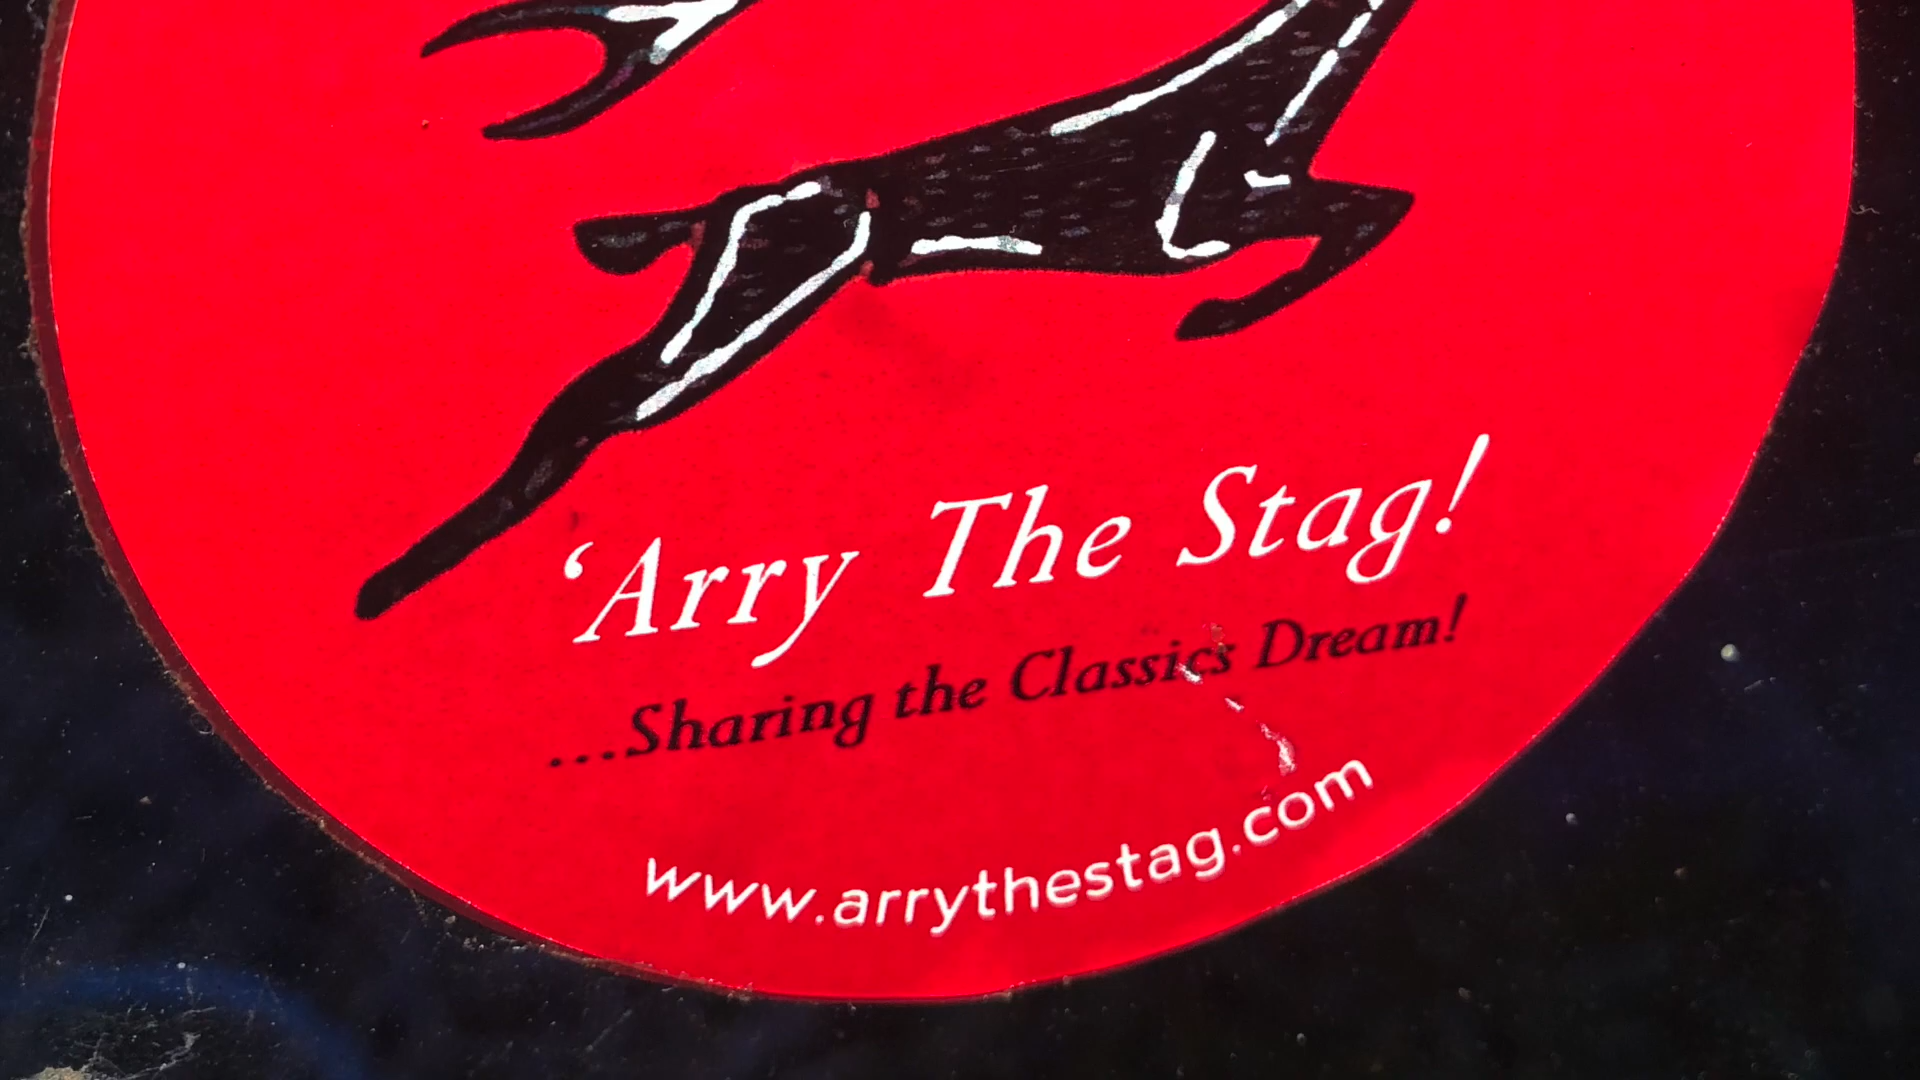 ‘Arry The Stag!
...Sharing the Classics Dream!
www.arrythestag.com